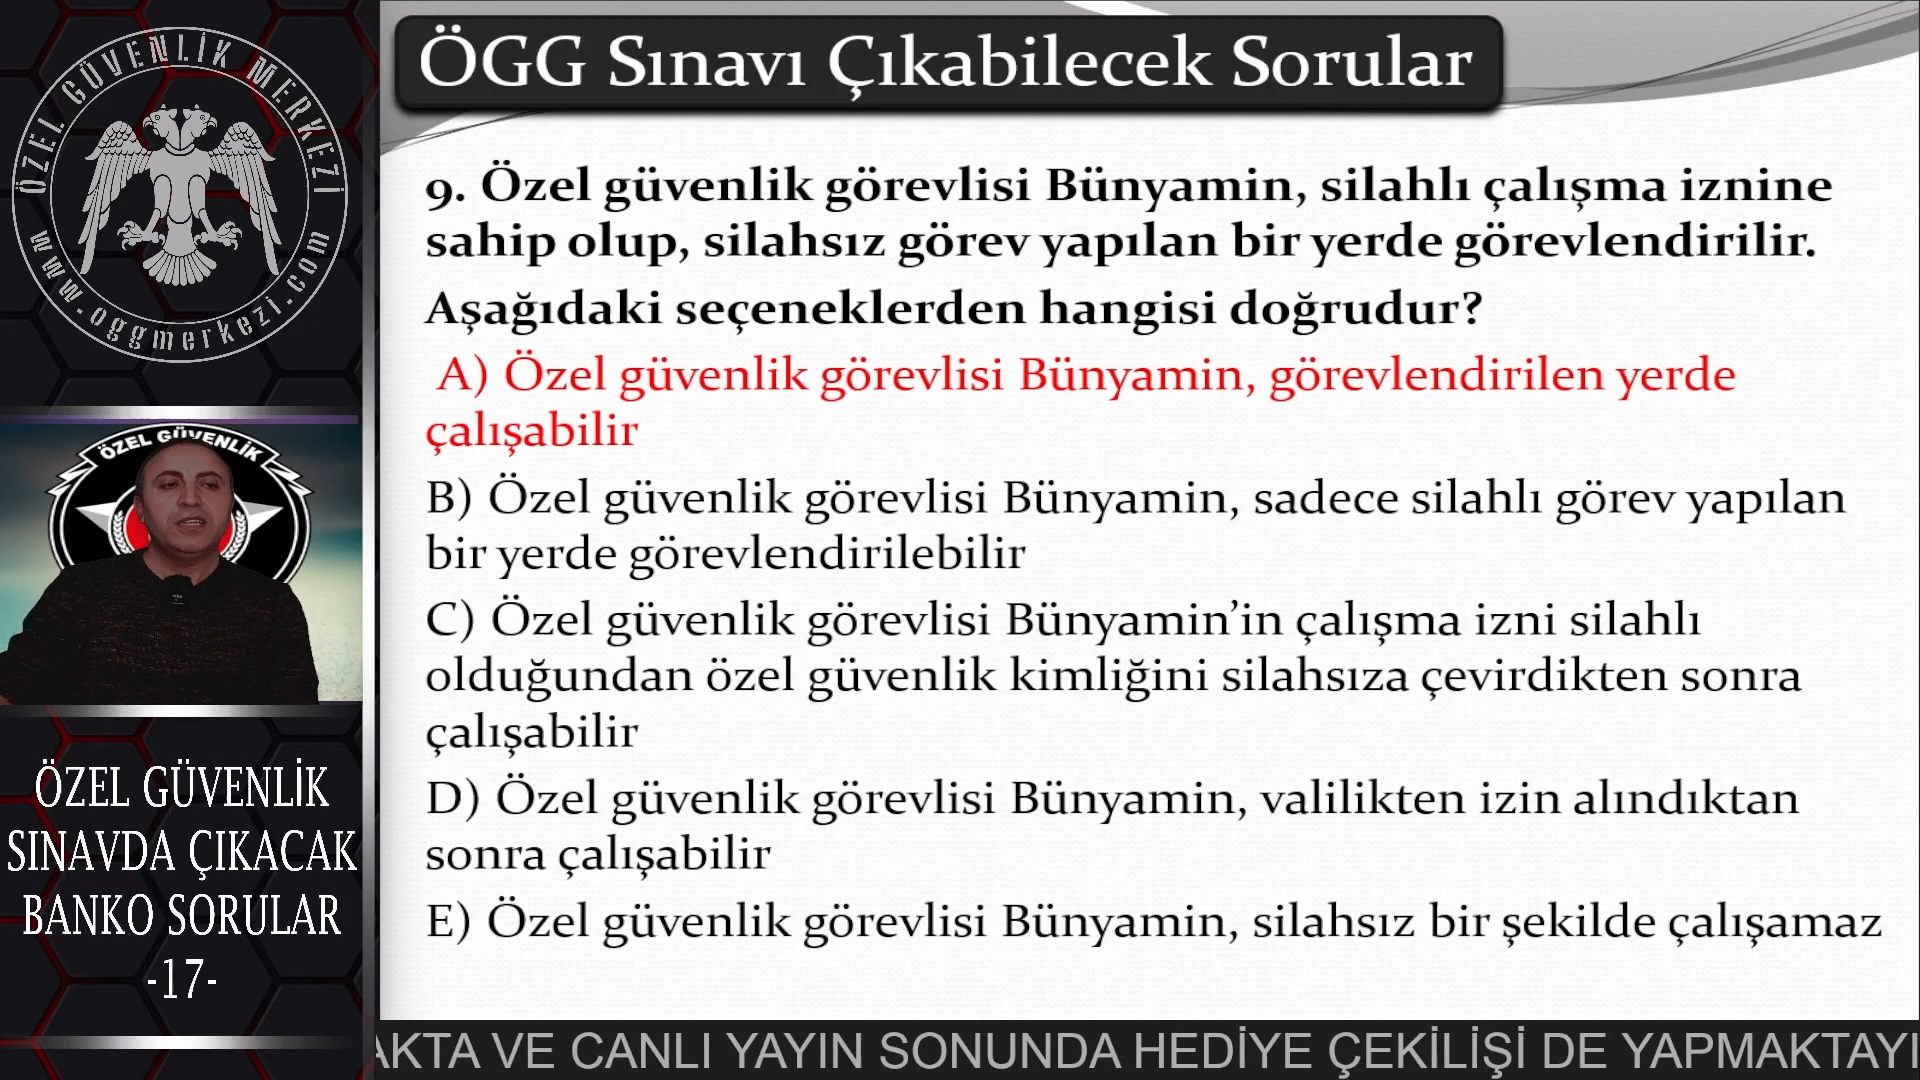 ÖZEL GÜVENLİK MERKEZİ
www.oggmerkezi.com
ÖZEL GÜVENLİK
ÖZEL GÜVENLİK
SINAVDA ÇIKACAK
BANKO SORULAR
-17-
ÖGG Sınavı Çıkabilecek Sorular
9. Özel güvenlik görevlisi Bünyamin, silahlı çalışma iznine
sahip olup, silahsız görev yapılan bir yerde görevlendirilir.
Aşağıdaki seçeneklerden hangisi doğrudur?
A) Özel güvenlik görevlisi Bünyamin, görevlendirilen yerde
çalışabilir
B) Özel güvenlik görevlisi Bünyamin, sadece silahlı görev yapılan
bir yerde görevlendirilebilir
C) Özel güvenlik görevlisi Bünyamin’in çalışma izni silahlı
olduğundan özel güvenlik kimliğini silahsıza çevirdikten sonra
çalışabilir
D) Özel güvenlik görevlisi Bünyamin, valilikten izin alındıktan
sonra çalışabilir
E) Özel güvenlik görevlisi Bünyamin, silahsız bir şekilde çalışamaz
AKTA VE CANLI YAYIN SONUNDA HEDİYE ÇEKİLİŞİ DE YAPMAKTAYI